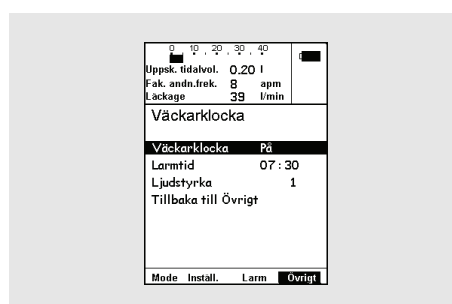 0 10 20 30 40
Uppsk. tidalvol. 0.20 l
Fak. andn.frek. 8 apm
Läckage 39 l/min
Väckarklocka
Väckarklocka På
Larmtid 07:30
Ljudstyrka 1
Tillbaka till Övrigt
Mode Inställ. Larm Övrigt